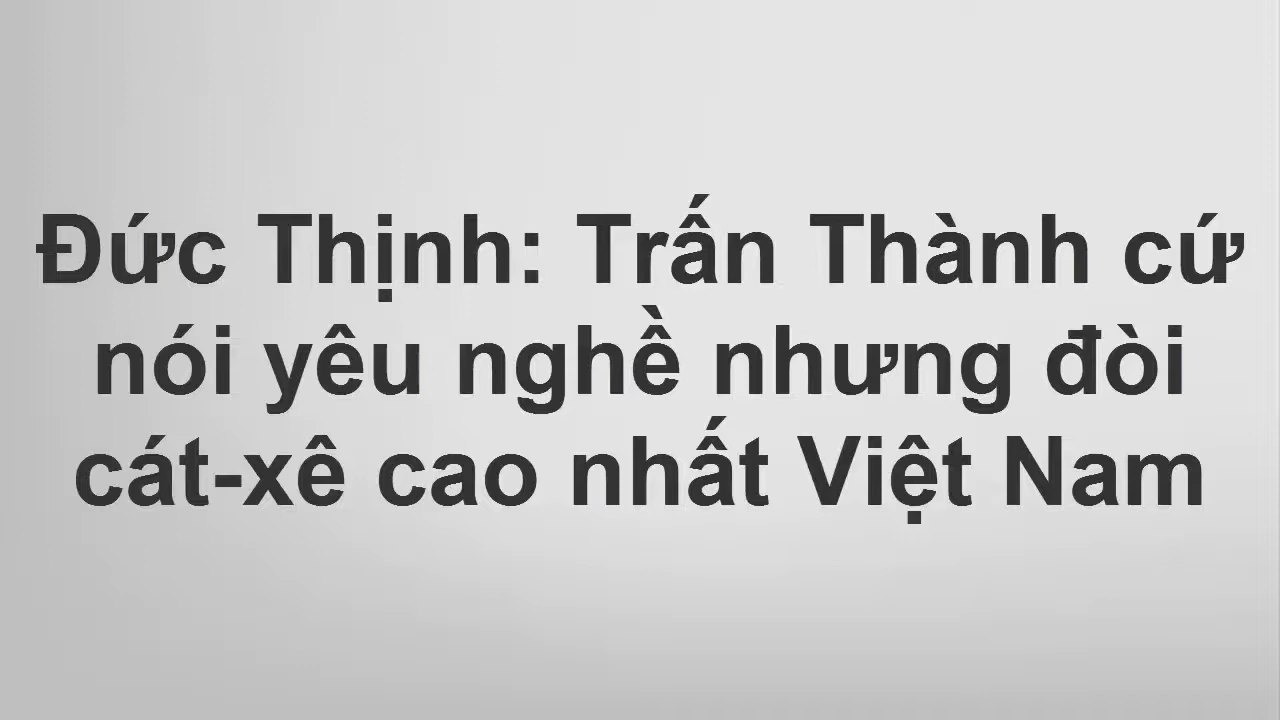 Đức Thịnh: Trấn Thành cứ
nói yêu nghề nhưng đòi
cát-xê cao nhất Việt Nam